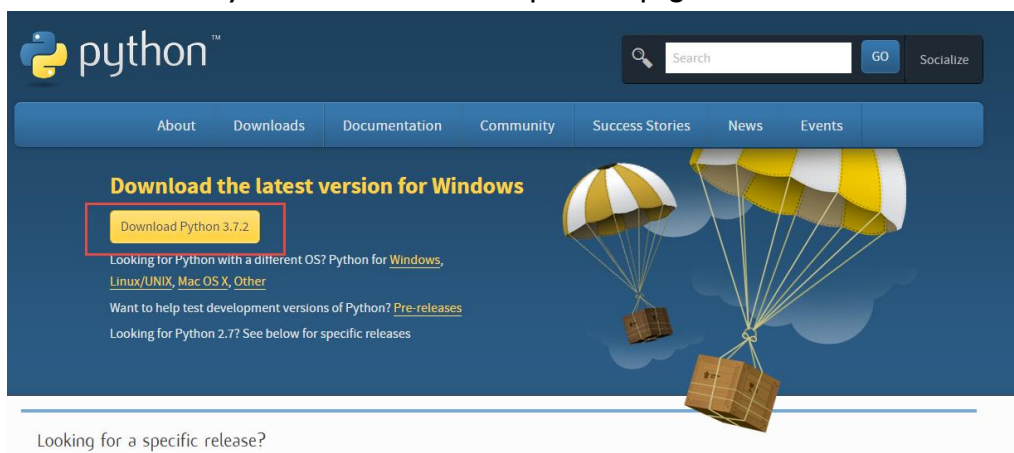 python™
Search
GO
Socialize
About Downloads Documentation Community Success Stories News Events
Download the latest version for Windows
Download Python 3.7.2
Looking for Python with a different OS? Python for Windows,
Linux/UNIX, Mac OS X, Other
Want to help test development versions of Python? Pre-releases
Looking for Python 2.7? See below for specific releases
Looking for a specific release?